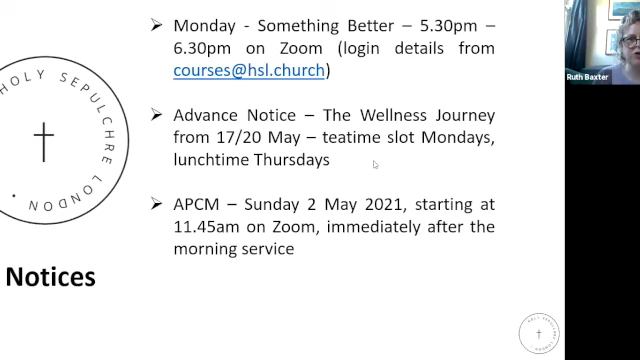 Monday - Something Better – 5.30pm –
6.30pm on Zoom (login details from
courses@hsl.church)
Advance Notice – The Wellness Journey
from 17/20 May – teatime slot Mondays,
lunchtime Thursdays
APCM – Sunday 2 May 2021, starting at
11.45am on Zoom, immediately after the
morning service
HOLY SEPULCHRE LONDON
Notices
Ruth Baxter